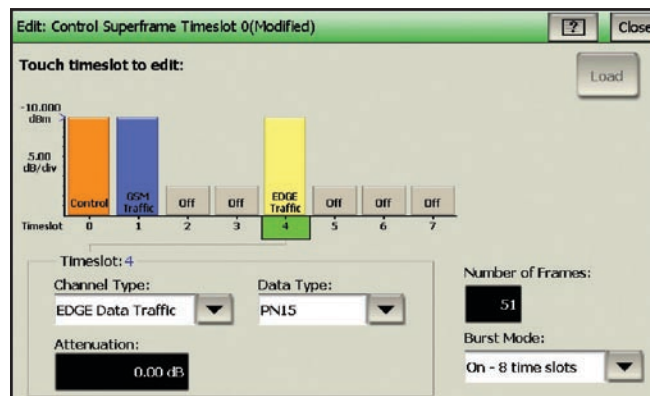 Edit: Control Superframe Timeslot 0(Modified)
?
Close
Touch timeslot to edit:
Load
-10.000
dBm
5.00
dB/div
Control
GSM
Traffic
Off
Off
EDGE
Traffic
Off
Off
Off
Timeslot 0 1 2 3 4 5 6 7
Timeslot: 4
Channel Type:
Data Type:
EDGE Data Traffic
PN15
Attenuation:
0.00 dB
Number of Frames:
51
Burst Mode:
On - 8 time slots